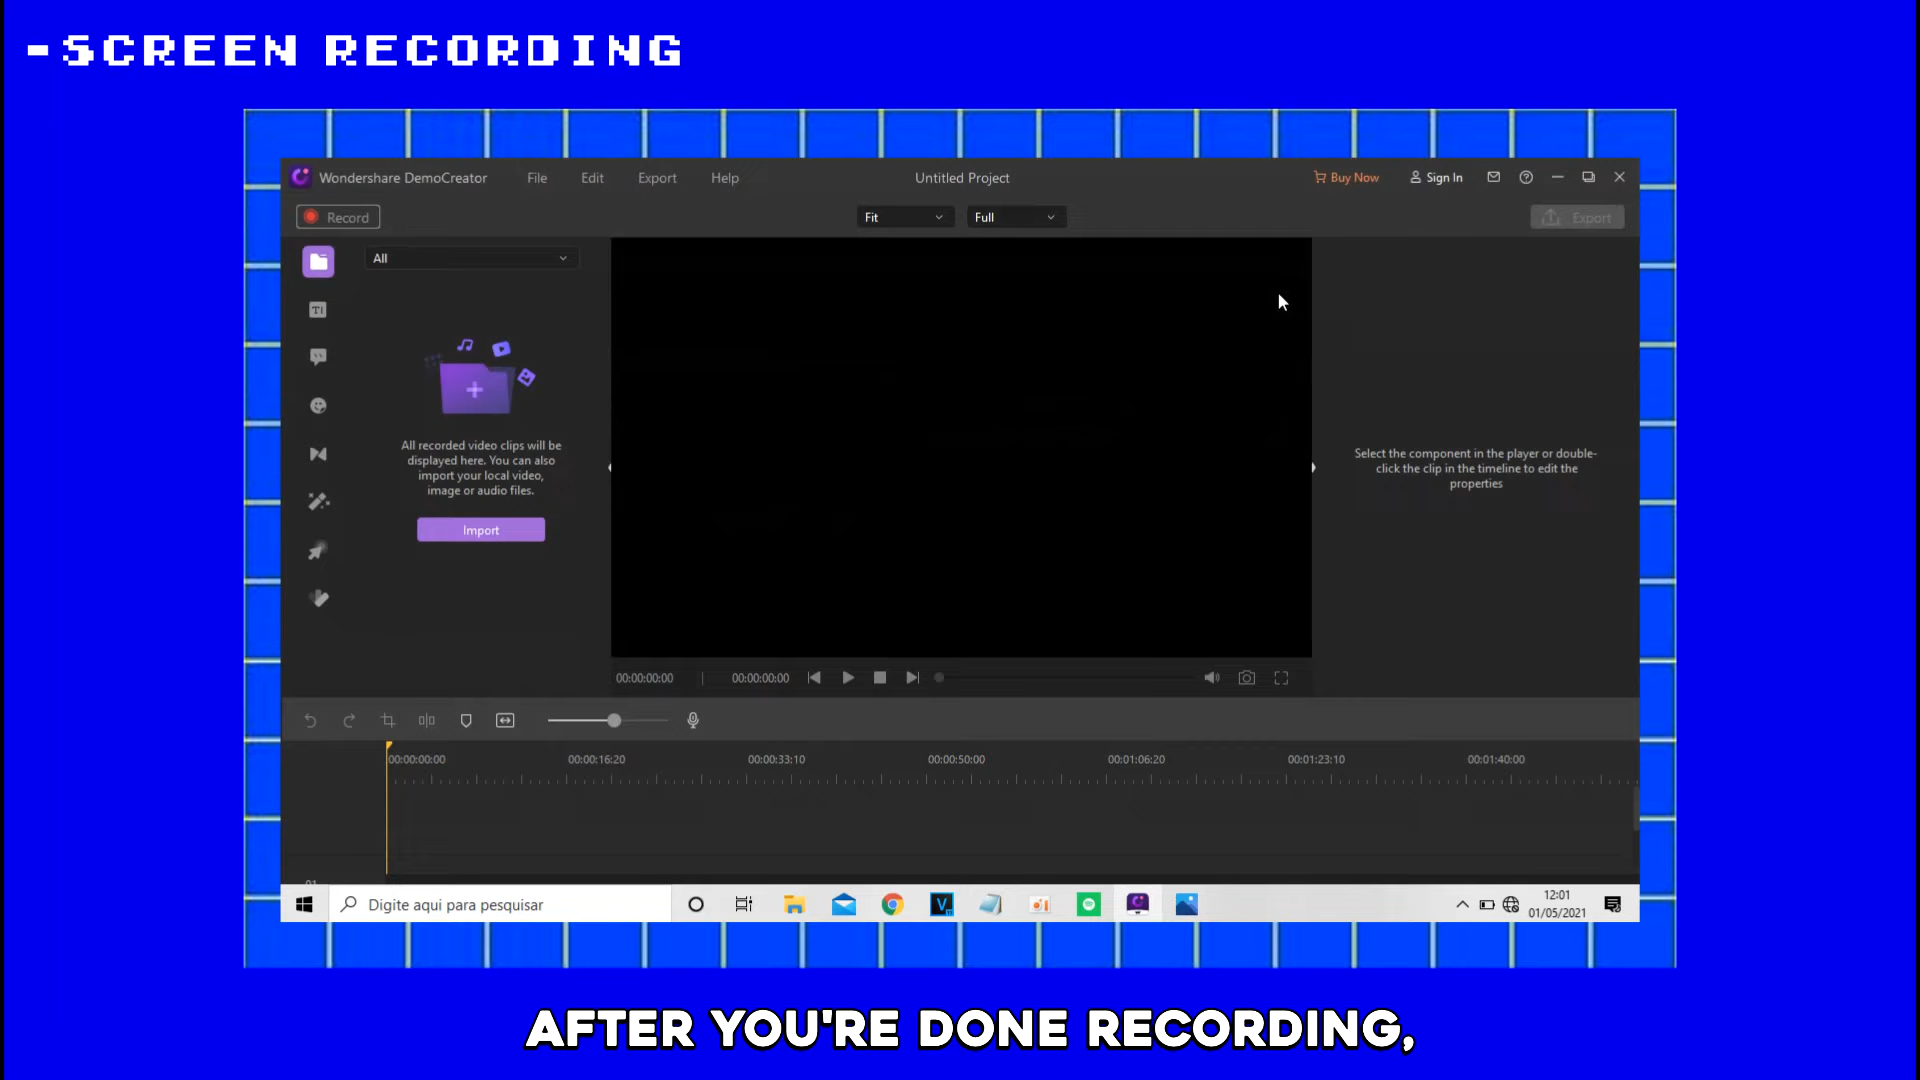 -SCREEN RECORDING
Wondershare DemoCreator File Edit Export Help Untitled Project Buy Now Sign In
Record Fit Full Export
All
All recorded video clips will be
displayed here. You can also
import your local video,
image or audio files.
Import
Select the component in the player or double-
click the clip in the timeline to edit the
properties
00:00:00:00 | 00:00:00:00
00:00:00:00 00:00:16:20 00:00:33:10 00:00:50:00 00:01:06:20 00:01:23:10 00:01:40:00
Digite aqui para pesquisar
12:01
01/05/2021
AFTER YOU'RE DONE RECORDING,